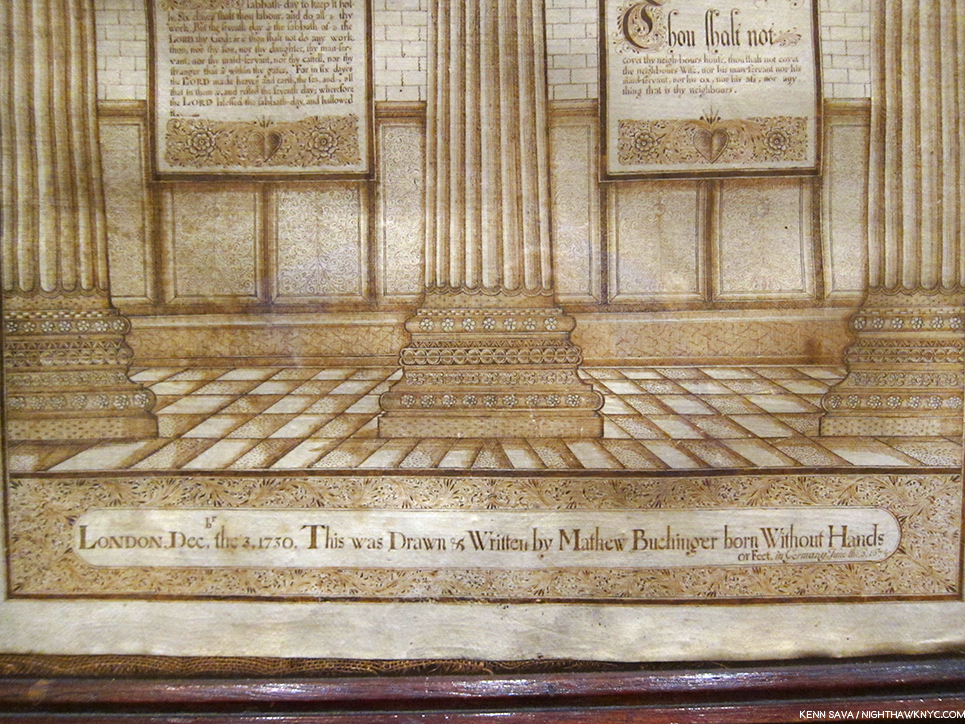 Sabbath-day to keep it hol-
ly. Six dayes shalt thou labour, and do all thy
work. But the seventh day is the sabbath of the
LORD thy God: in it thou shalt not do any work
thou, nor thy son, nor thy daughter, thy man-ser-
vant, nor thy maid-servant, nor thy cattel, nor thy
stranger that is within thy gates. For in six dayes
the LORD made heaven and earth, the sea, and all
that in them is, and rested the seventh day; wherefore
the LORD blessed the sabbath-day, and hallowed
Thou shalt not
covet thy neighbours house, thou shalt not covet
thy neighbours Wife, nor his man-servant nor his
maid-servant, nor his ox, nor his ass, nor any
thing that is thy neighbours.
LONDON. Decbr. the 3, 1730. This was Drawn & Written by Mathew Buchinger born Without Hands
or Feet, in Germany June the 2.
KENN SAVA / NIGHTHAWKNYC.COM